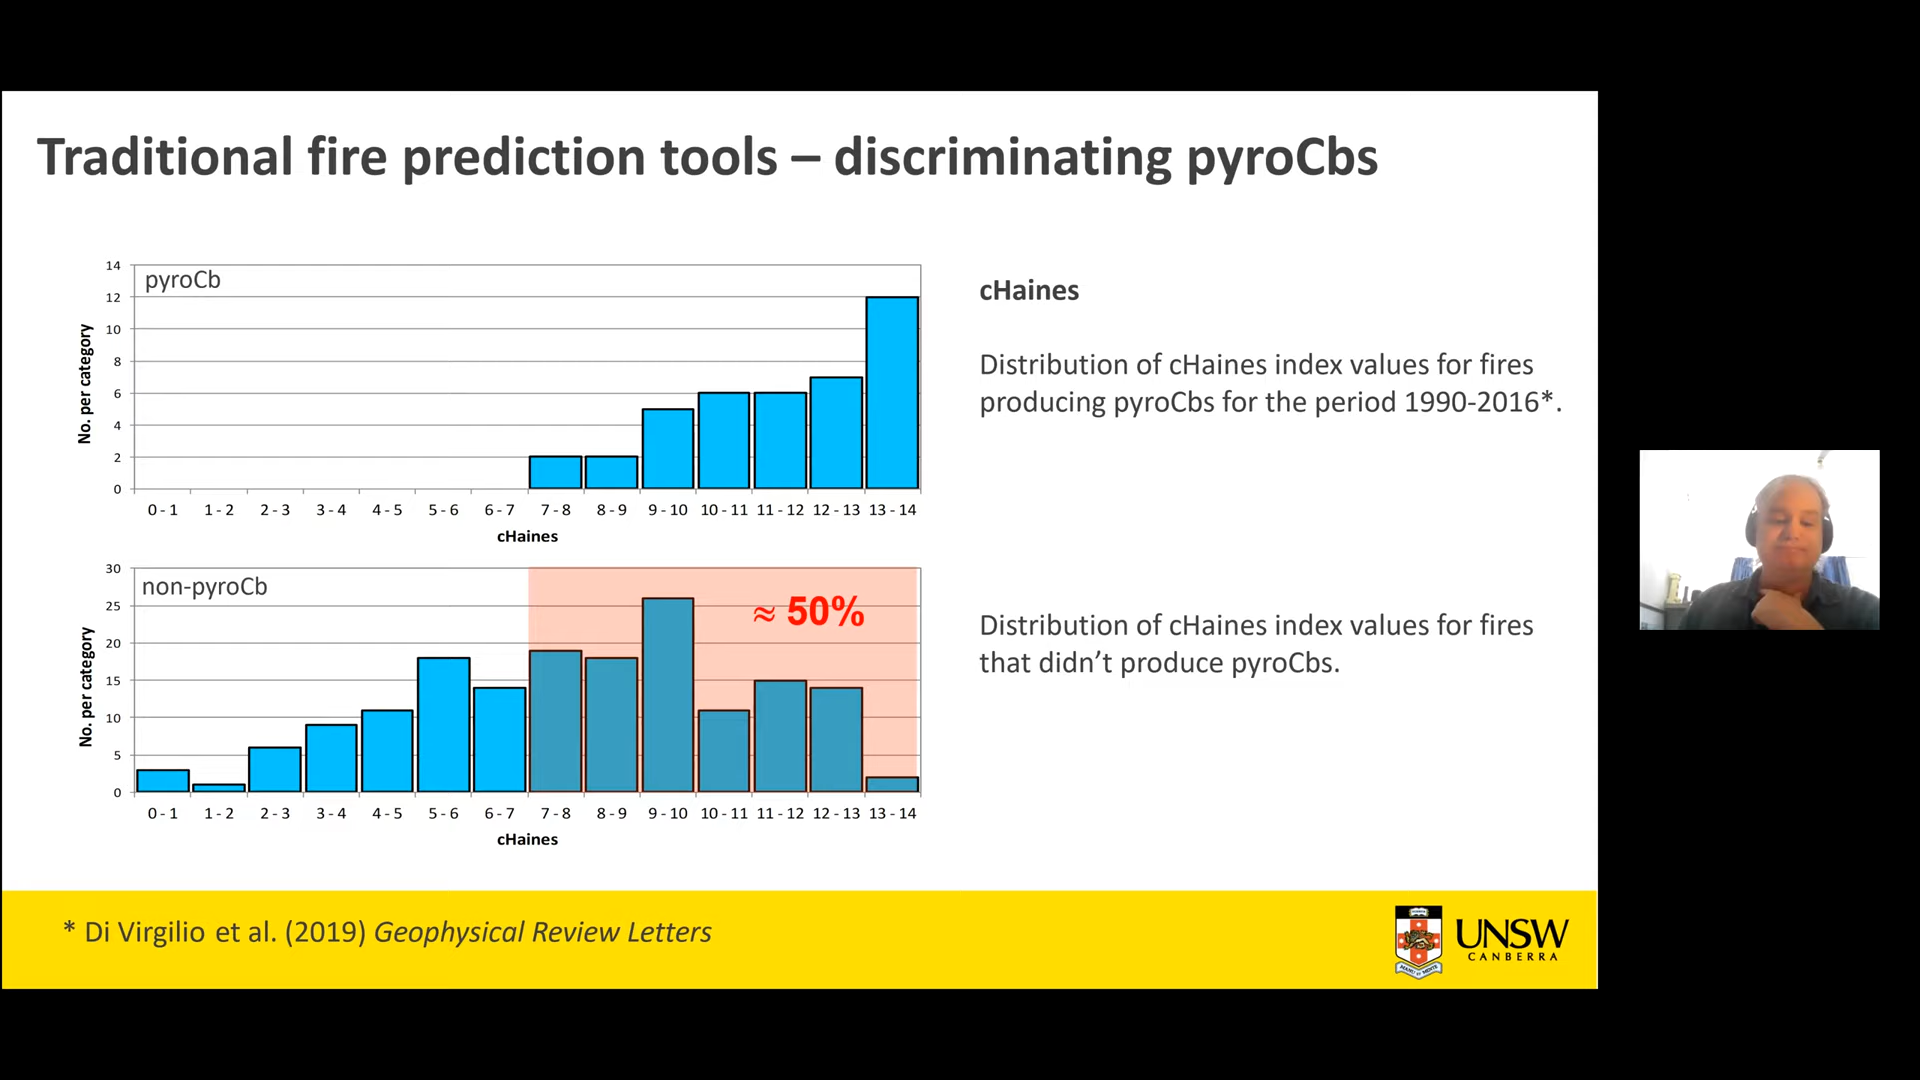 Traditional fire prediction tools – discriminating pyroCbs
pyroCb
14
12
10
8
6
4
2
0
No. per category
0 - 1 1 - 2 2 - 3 3 - 4 4 - 5 5 - 6 6 - 7 7 - 8 8 - 9 9 - 10 10 - 11 11 - 12 12 - 13 13 - 14
cHaines
cHaines
Distribution of cHaines index values for fires
producing pyroCbs for the period 1990-2016*.
non-pyroCb
≈ 50%
30
25
20
15
10
5
0
No. per category
0 - 1 1 - 2 2 - 3 3 - 4 4 - 5 5 - 6 6 - 7 7 - 8 8 - 9 9 - 10 10 - 11 11 - 12 12 - 13 13 - 14
cHaines
Distribution of cHaines index values for fires
that didn’t produce pyroCbs.
* Di Virgilio et al. (2019) Geophysical Review Letters
UNSW
CANBERRA